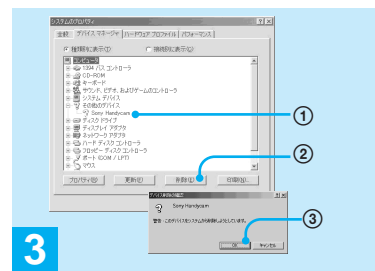 システムのプロパティ
全般 デバイス マネージャ ハードウェア プロファイル パフォーマンス
種類別に表示(T) 接続別に表示(C)
コンピュータ
1394 バス コントローラ
CD-ROM
キーボード
サウンド、ビデオ、およびゲームのコントローラ
システム デバイス
その他のデバイス
Sony Handycam
ディスク ドライブ
ディスプレイ アダプタ
ネットワーク アダプタ
ハード ディスク コントローラ
フロッピー ディスク コントローラ
ポート (COM / LPT)
マウス
プロパティ(R) 更新(F) 削除(E) 印刷(N)...
①
②
デバイス削除の確認
Sony Handycam
警告 : このデバイスをシステムから削除しようとしています。
OK キャンセル
③
3